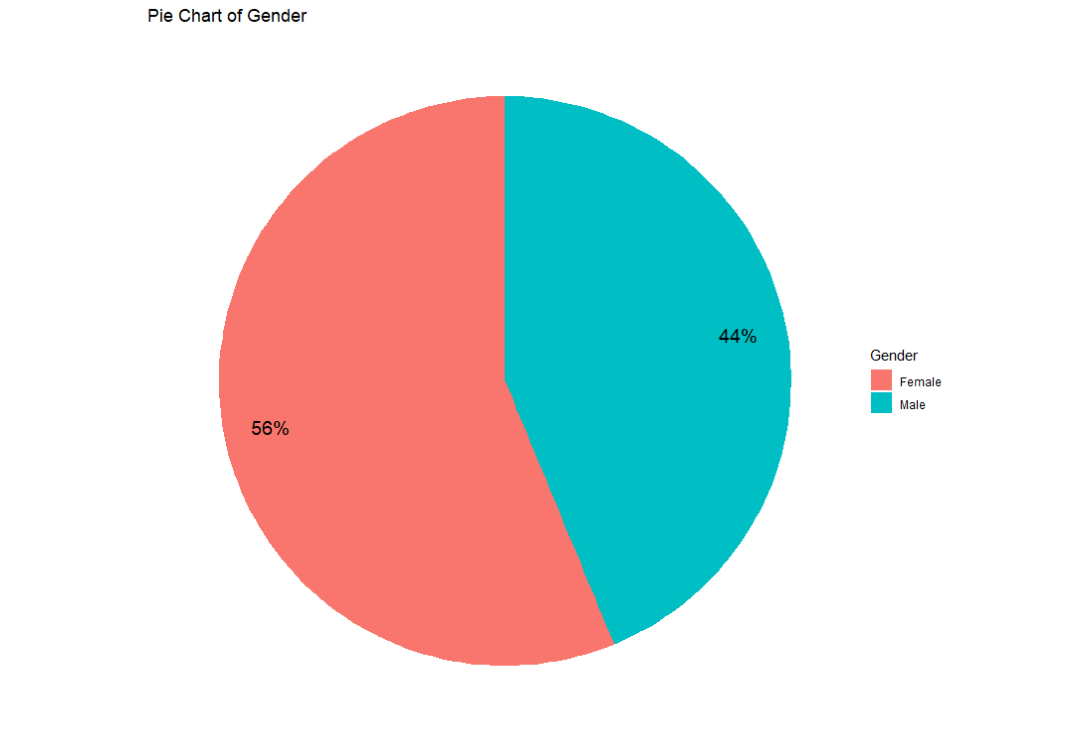 Pie Chart of Gender
44%
56%
Gender
Female
Male